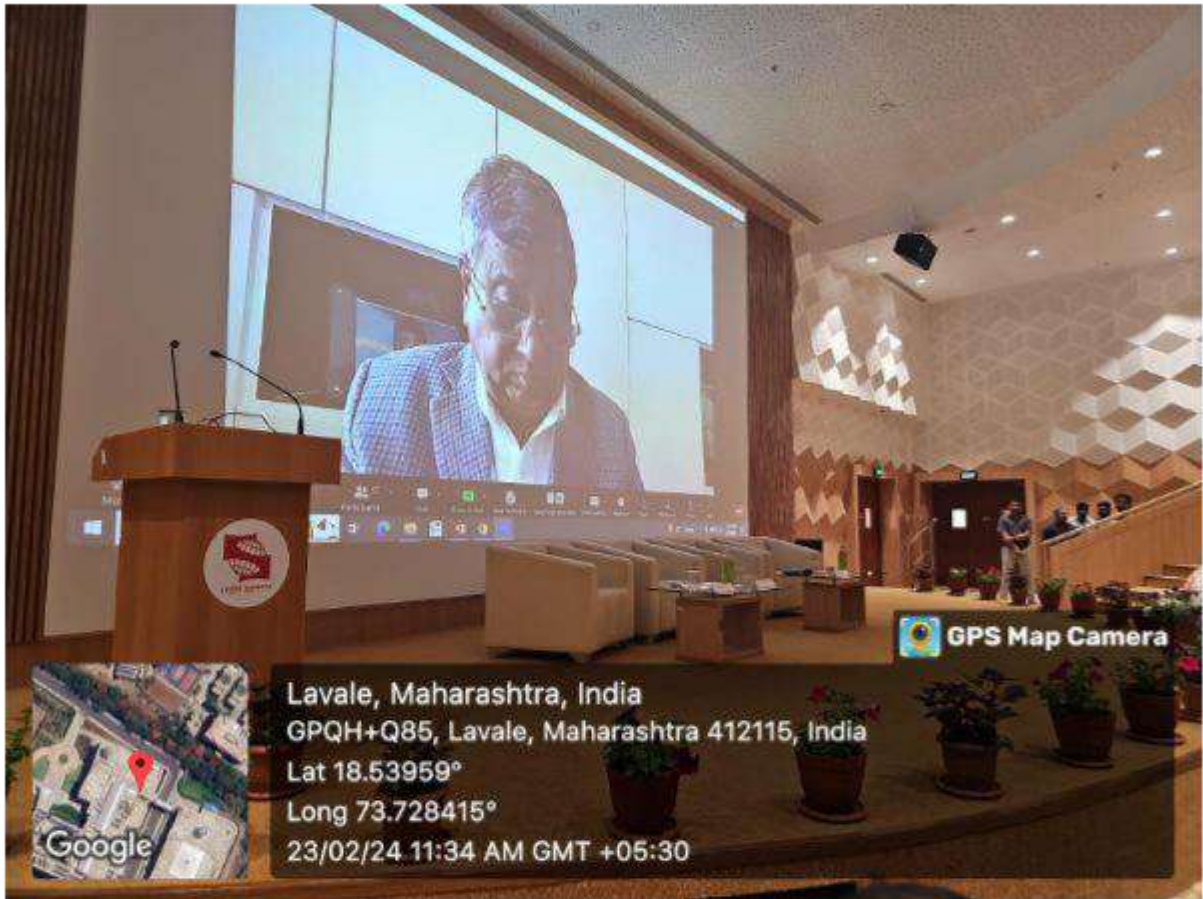 GPS Map Camera
Lavale, Maharashtra, India
GPQH+Q85, Lavale, Maharashtra 412115, India
Lat 18.53959°
Long 73.728415°
23/02/24 11:34 AM GMT +05:30
Google